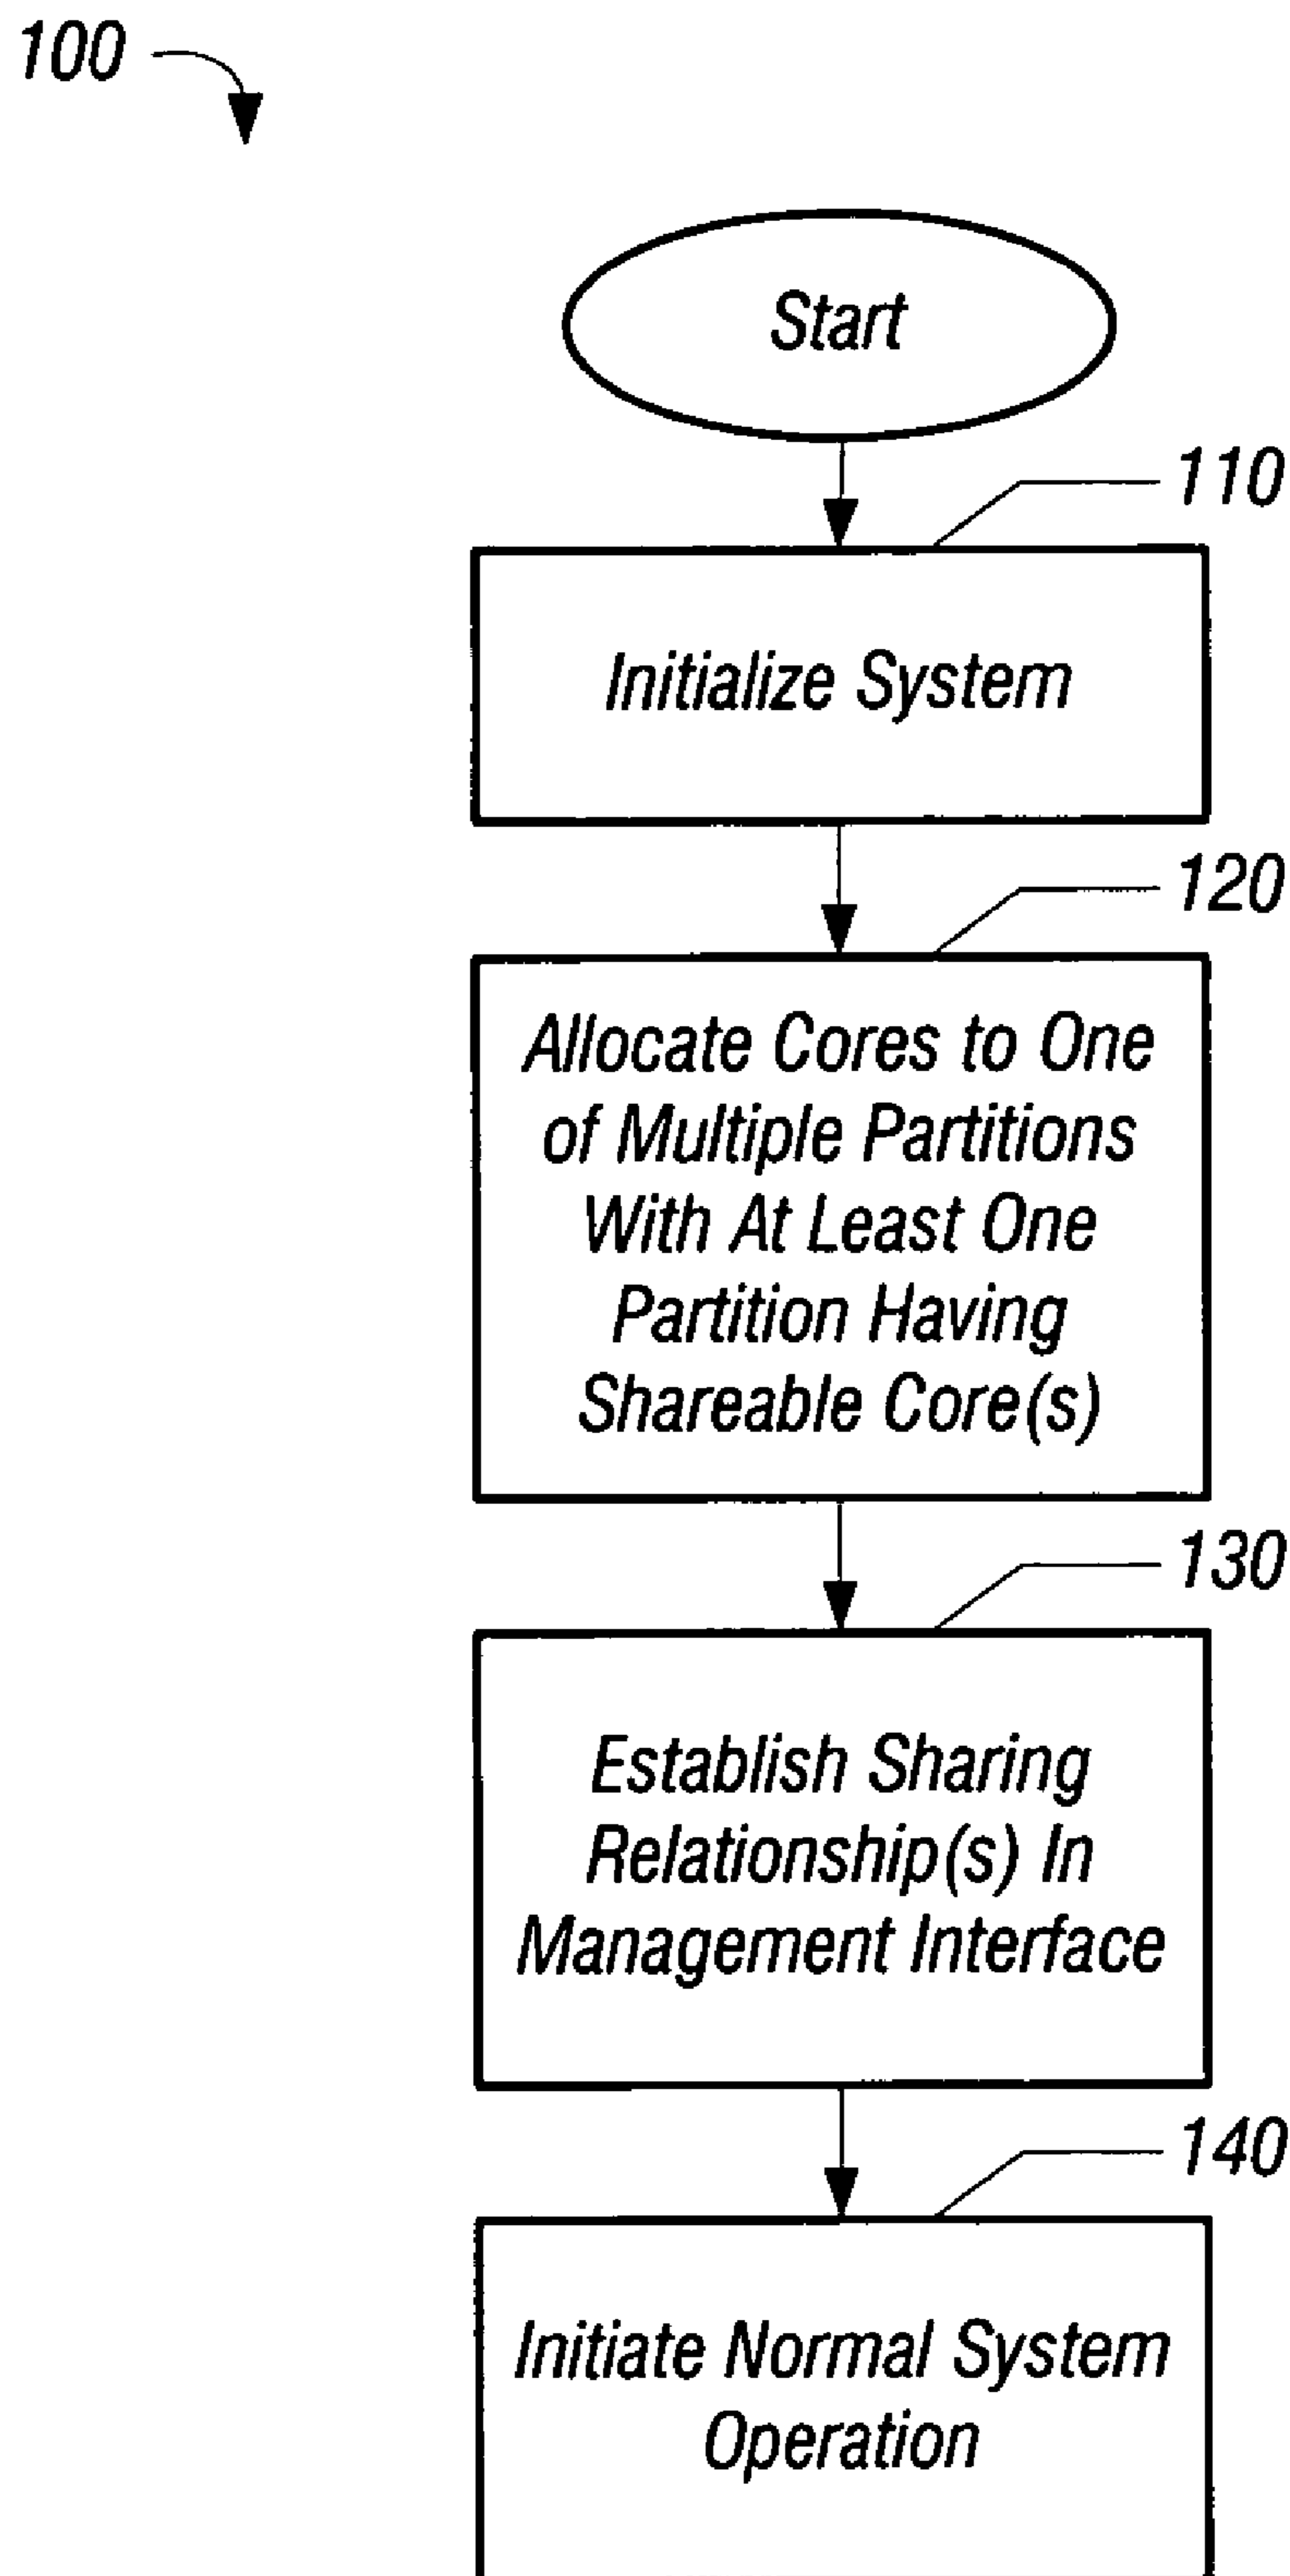 100
Start
110
Initialize System
120
Allocate Cores to One
of Multiple Partitions
With At Least One
Partition Having
Shareable Core(s)
130
Establish Sharing
Relationship(s) In
Management Interface
140
Initiate Normal System
Operation